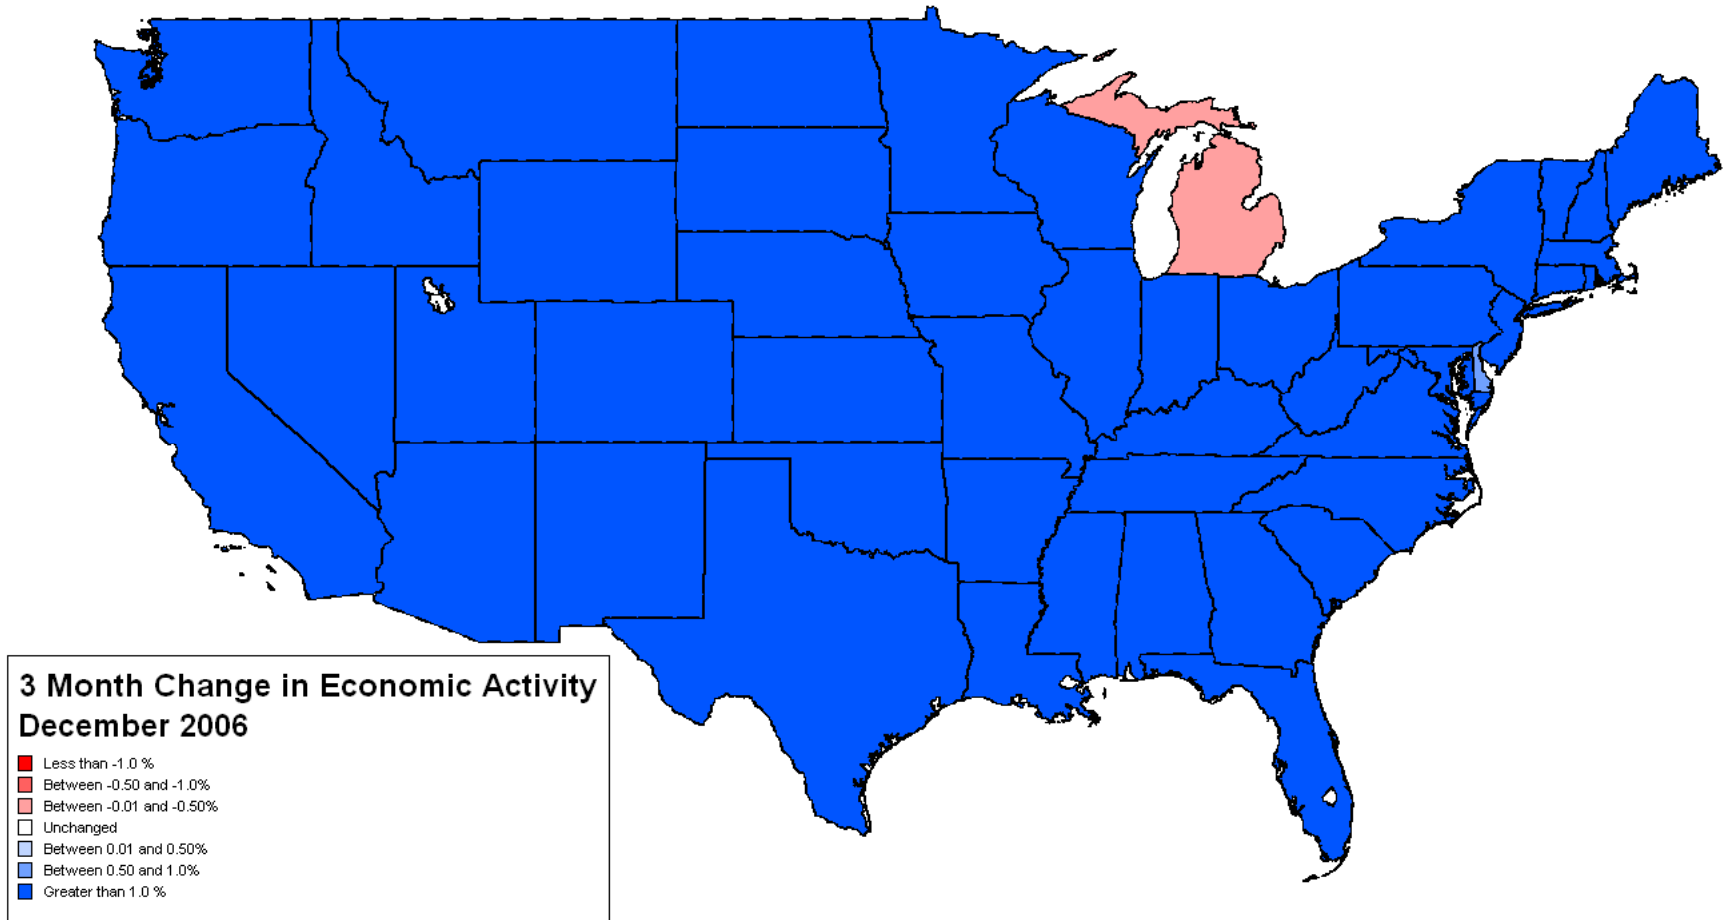 3 Month Change in Economic Activity
December 2006
Less than -1.0 %
Between -0.50 and -1.0%
Between -0.01 and -0.50%
Unchanged
Between 0.01 and 0.50%
Between 0.50 and 1.0%
Greater than 1.0 %